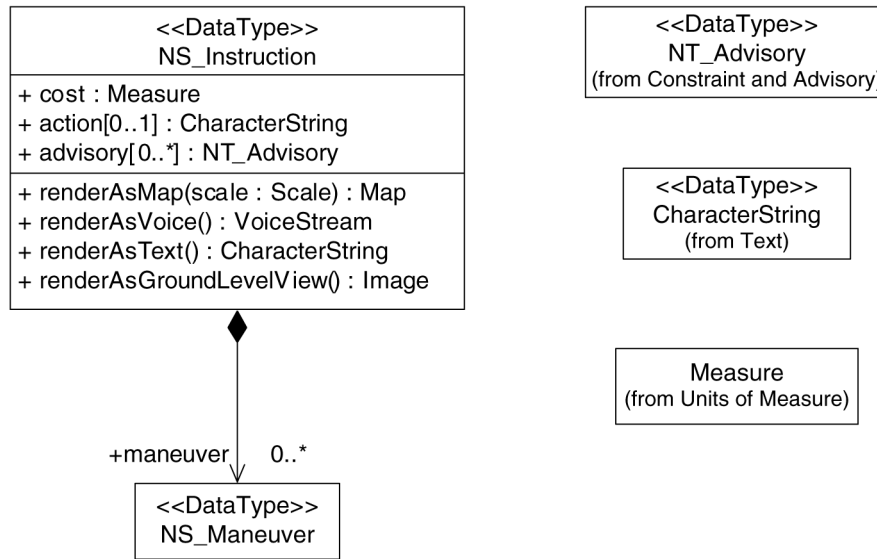 <<DataType>>
NS_Instruction
+ cost : Measure
+ action[0..1] : CharacterString
+ advisory[0..*] : NT_Advisory
+ renderAsMap(scale : Scale) : Map
+ renderAsVoice() : VoiceStream
+ renderAsText() : CharacterString
+ renderAsGroundLevelView() : Image
+maneuver 0..*
<<DataType>>
NS_Maneuver
<<DataType>>
NT_Advisory
(from Constraint and Advisory)
<<DataType>>
CharacterString
(from Text)
Measure
(from Units of Measure)